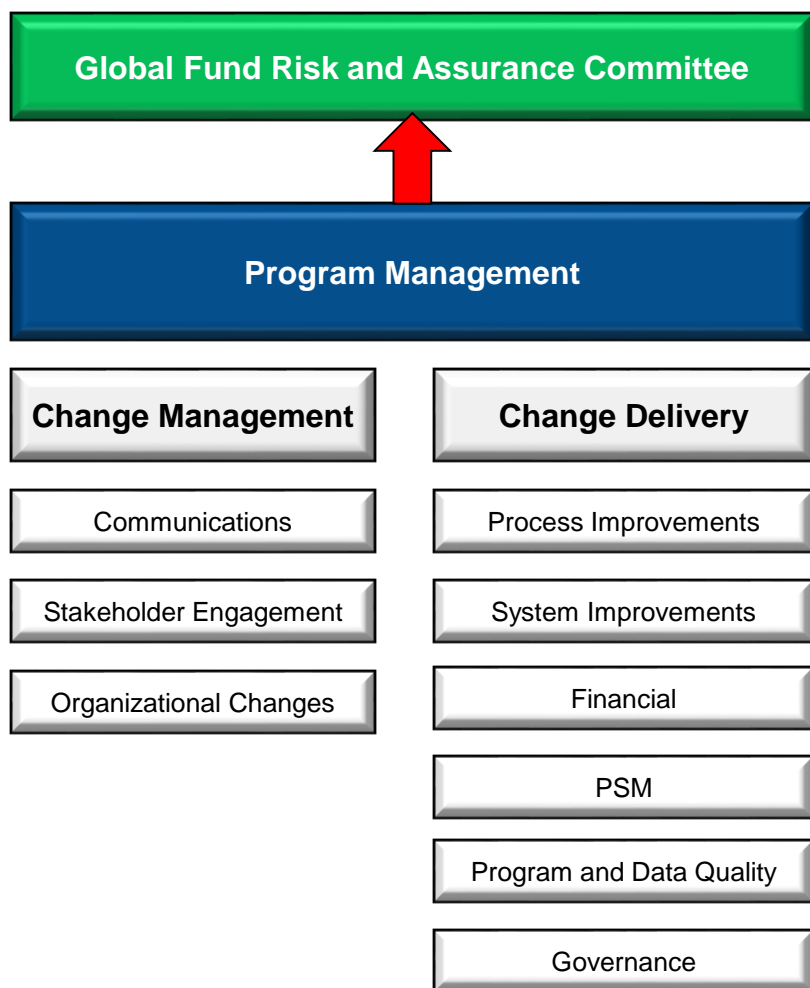 Global Fund Risk and Assurance Committee
Program Management
Change Management
Communications
Stakeholder Engagement
Organizational Changes
Change Delivery
Process Improvements
System Improvements
Financial
PSM
Program and Data Quality
Governance